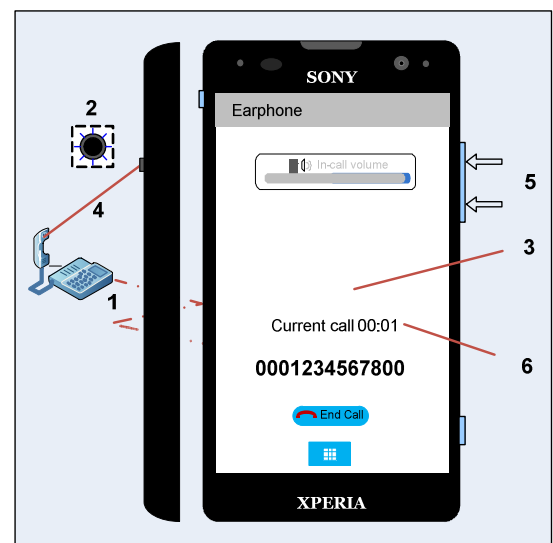 SONY
Earphone
2
In-call volume
5
4
3
1
Current call 00:01
6
0001234567800
End Call
XPERIA